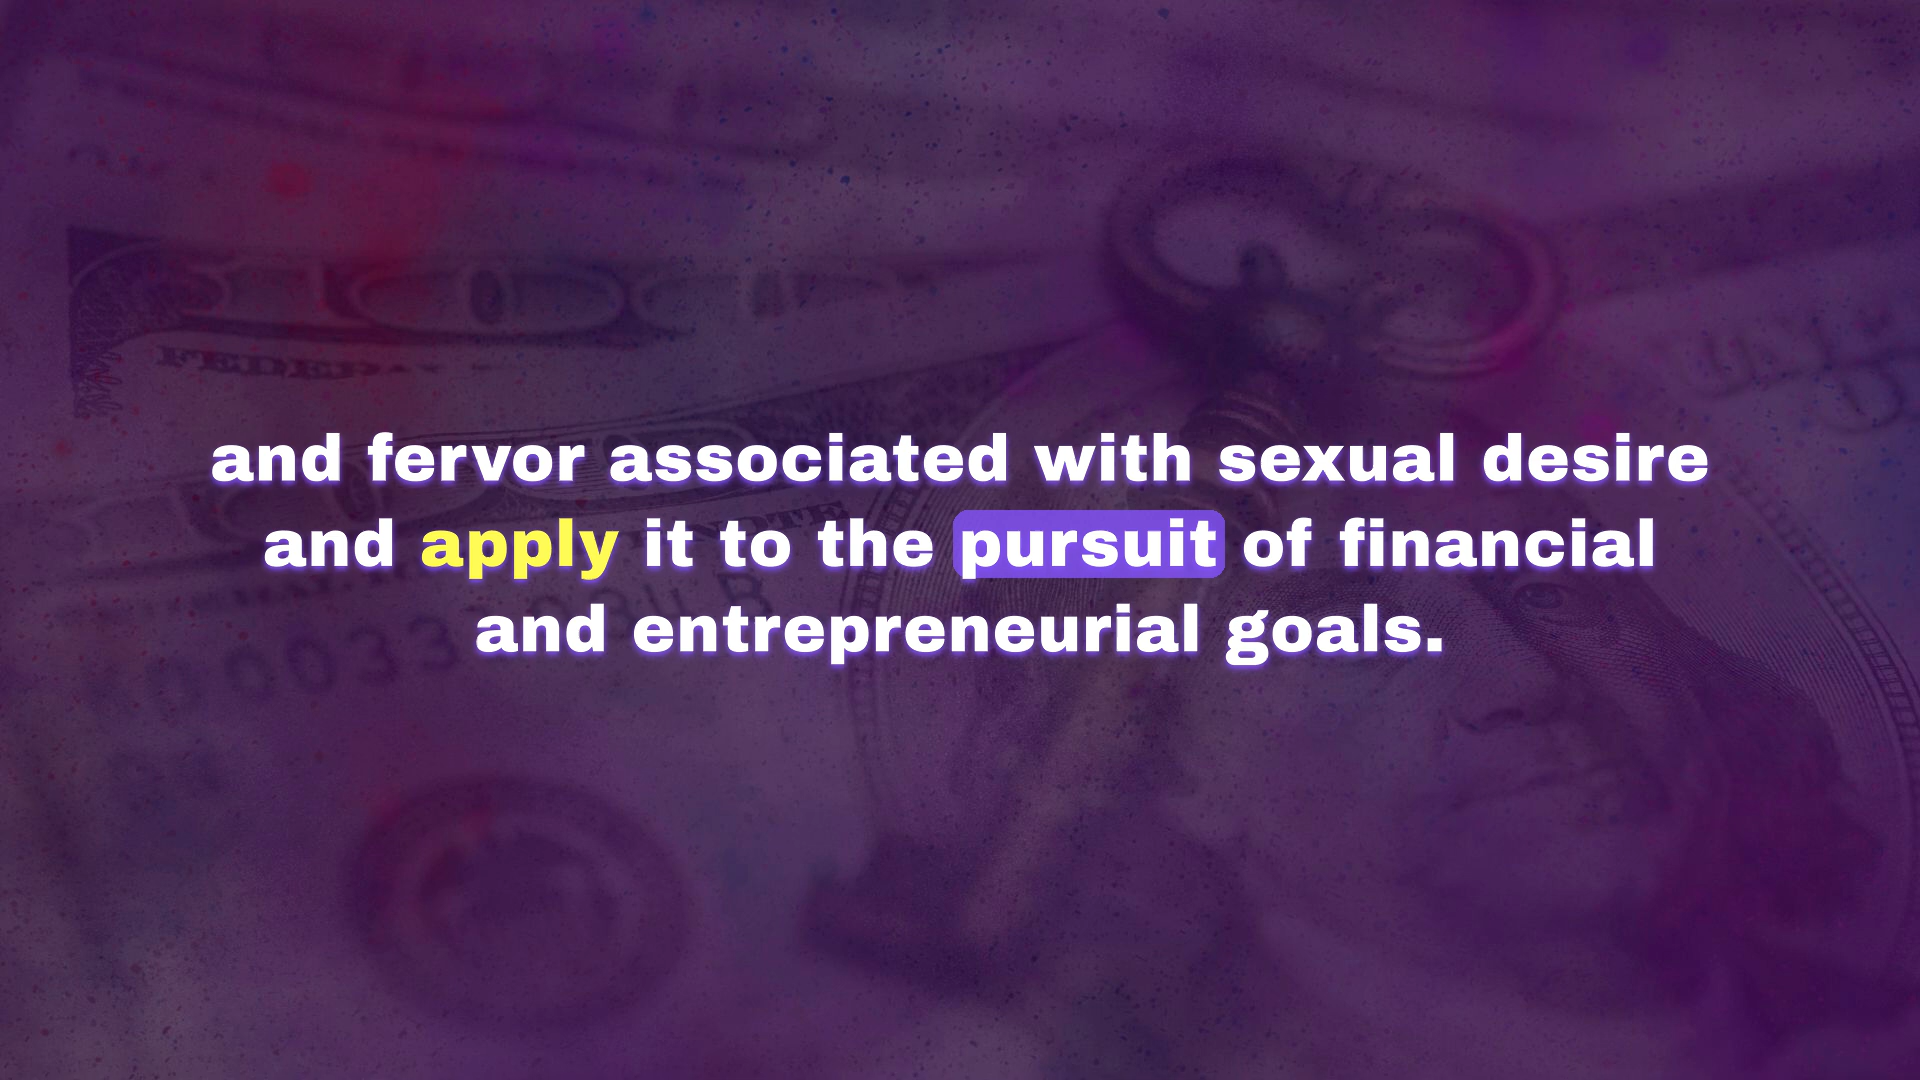 and fervor associated with sexual desire
and apply it to the pursuit of financial
and entrepreneurial goals.